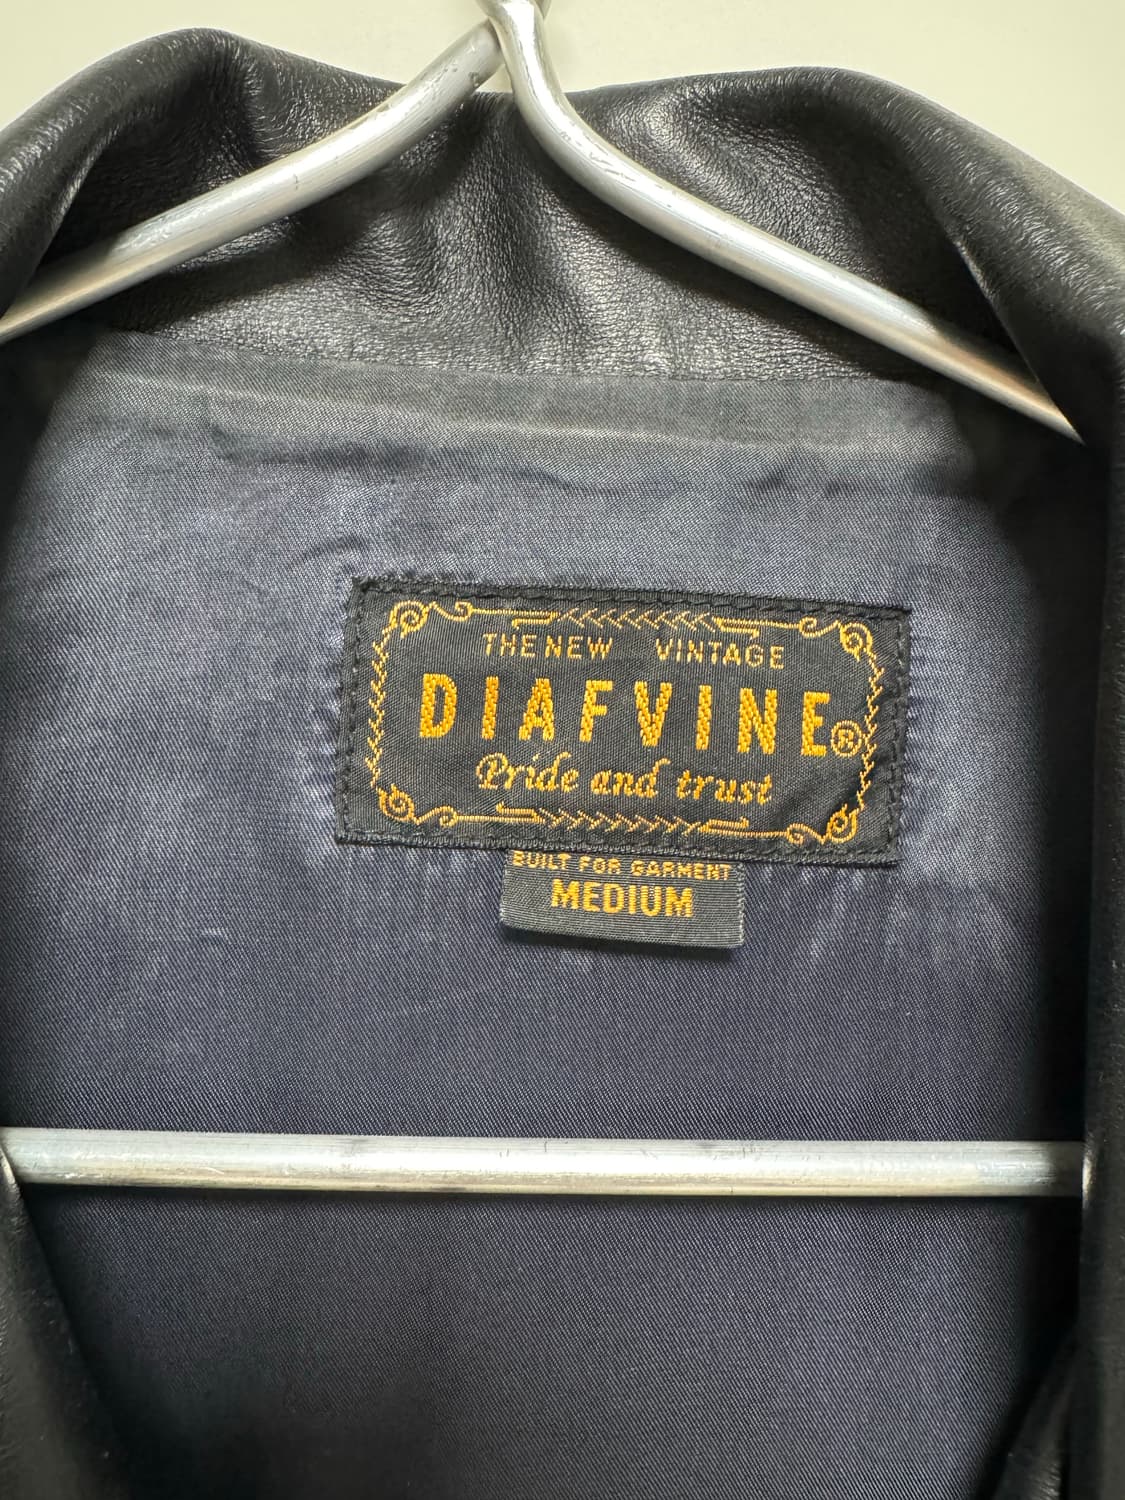 THE NEW VINTAGE
DIAFVINE®
Pride and trust
BUILT FOR GARMENT
MEDIUM